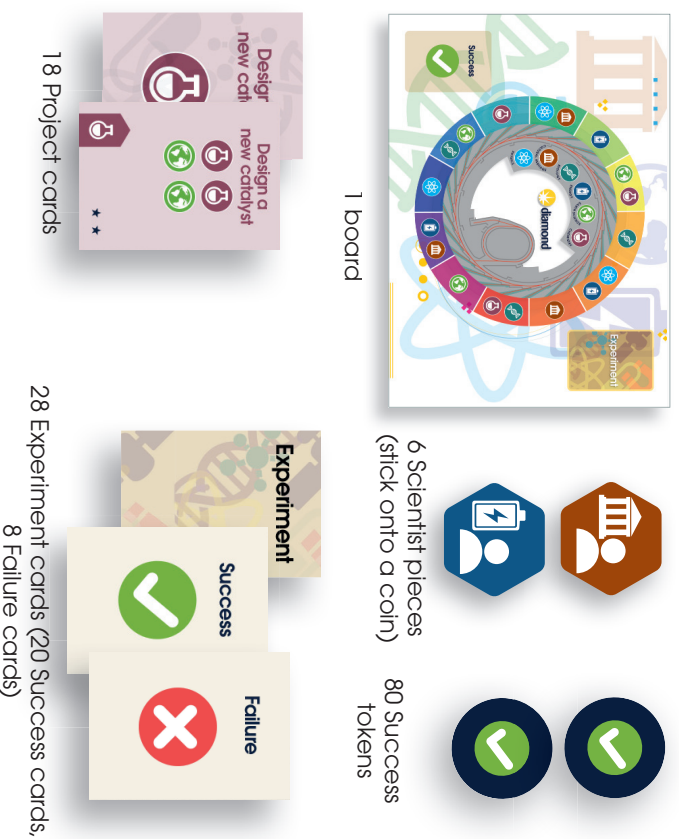 Success
diamond
Experiment
1 board
6 Scientist pieces
(stick onto a coin)
80 Success
tokens
Design
new cat
Design a
new catalyst
18 Project cards
Experiment
Success
Failure
28 Experiment cards (20 Success cards,
8 Failure cards)